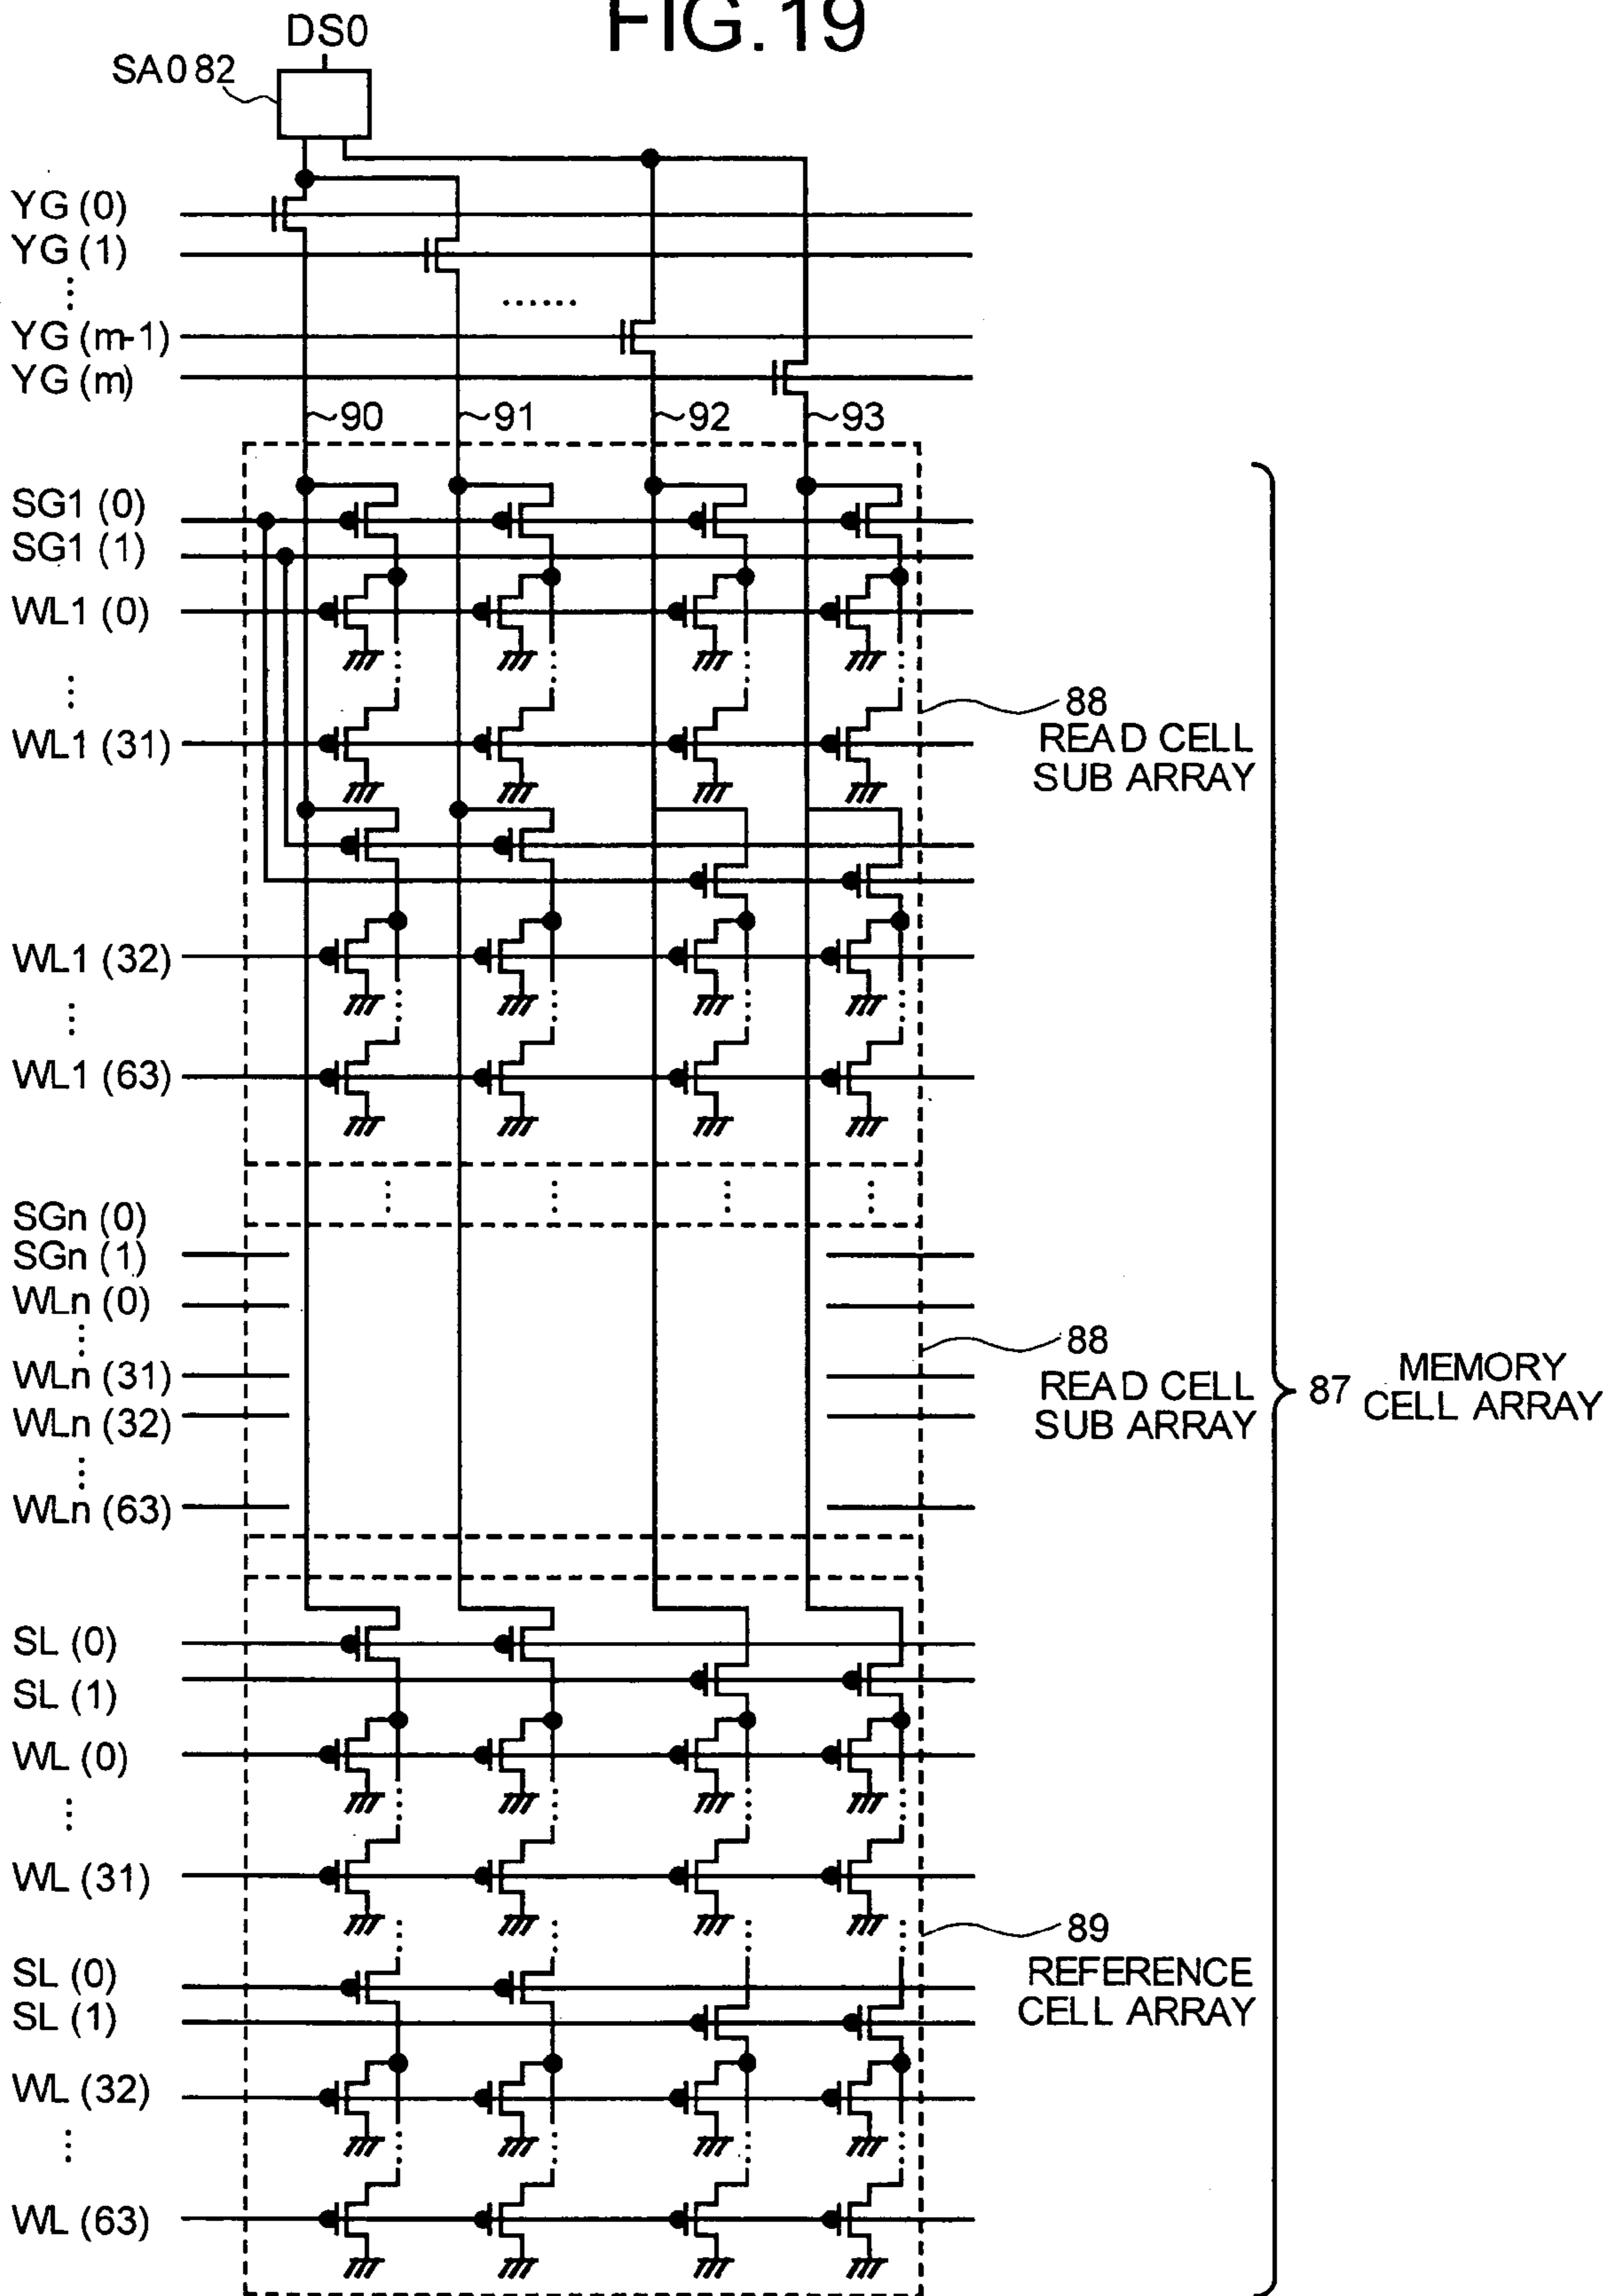 FIG.19
DS0
SA0 82
YG (0)
YG (1)
YG (m-1)
YG (m)
90
91
92
93
SG1 (0)
SG1 (1)
WL1 (0)
WL1 (31)
88
READ CELL
SUB ARRAY
WL1 (32)
WL1 (63)
SGn (0)
SGn (1)
WLn (0)
WLn (31)
WLn (32)
WLn (63)
88
READ CELL
SUB ARRAY
87 MEMORY
CELL ARRAY
SL (0)
SL (1)
WL (0)
WL (31)
89
REFERENCE
CELL ARRAY
SL (0)
SL (1)
WL (32)
WL (63)